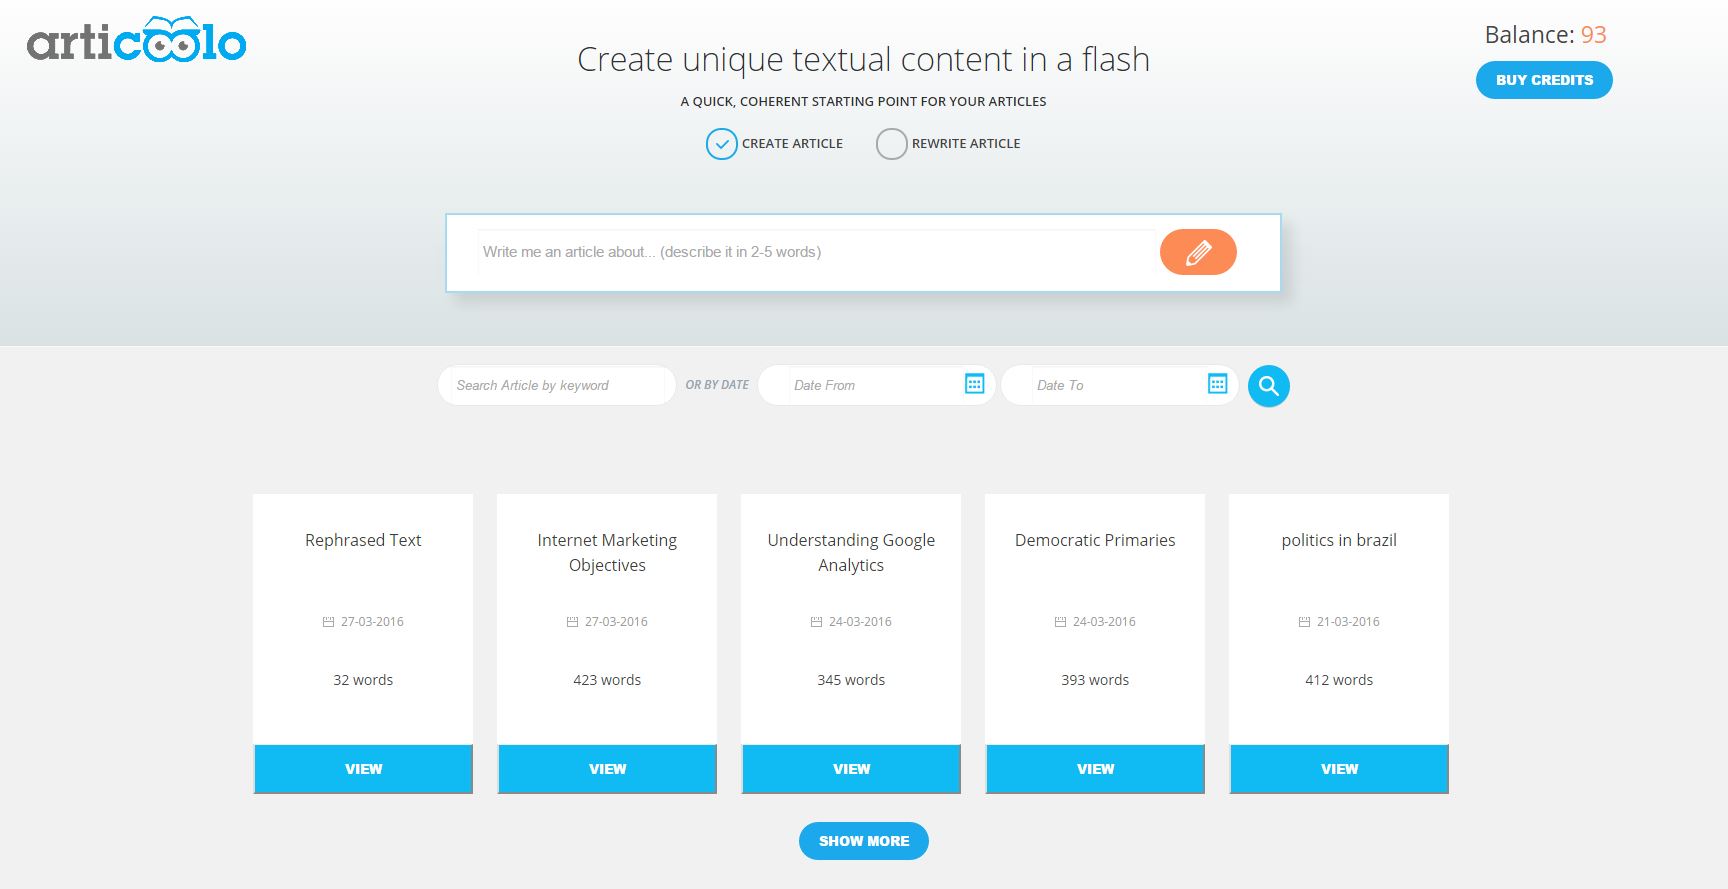 articoolo
Balance: 93
BUY CREDITS
Create unique textual content in a flash
A QUICK, COHERENT STARTING POINT FOR YOUR ARTICLES
CREATE ARTICLE
REWRITE ARTICLE
Write me an article about... (describe it in 2-5 words)
Search Article by keyword
OR BY DATE
Date From
Date To
Rephrased Text
27-03-2016
32 words
VIEW
Internet Marketing
Objectives
27-03-2016
423 words
VIEW
Understanding Google
Analytics
24-03-2016
345 words
VIEW
Democratic Primaries
24-03-2016
393 words
VIEW
politics in brazil
21-03-2016
412 words
VIEW
SHOW MORE